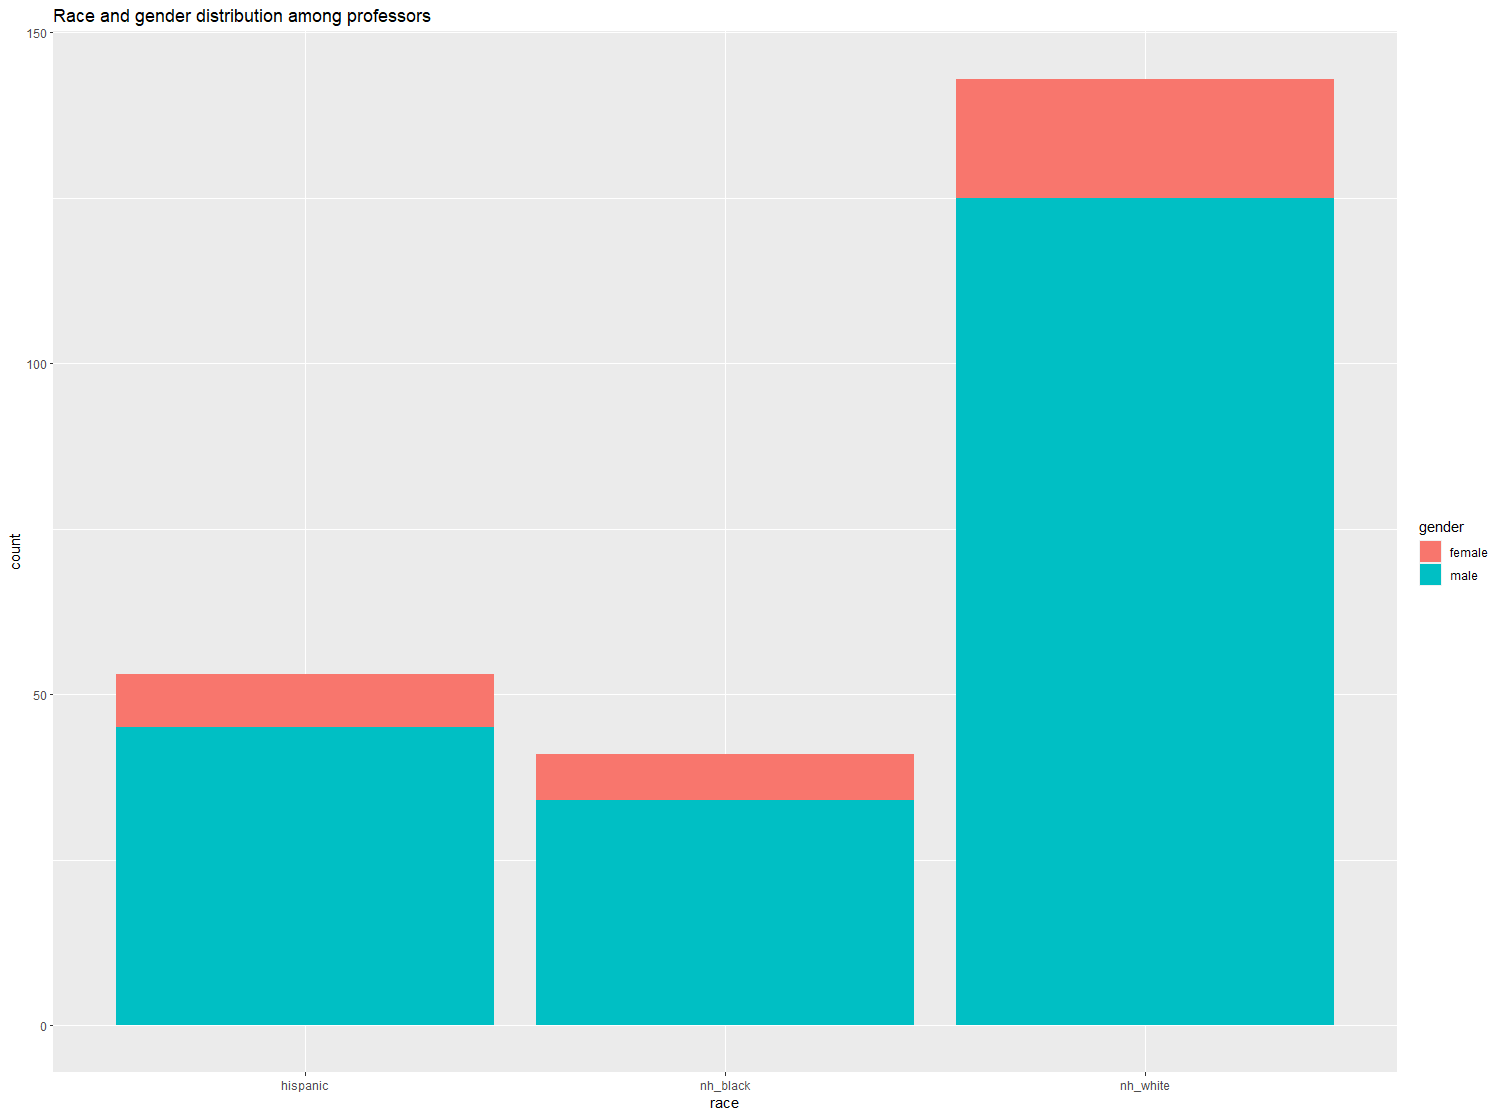 Race and gender distribution among professors
150
100
50
0
count
hispanic
nh_black
nh_white
race
gender
female
male